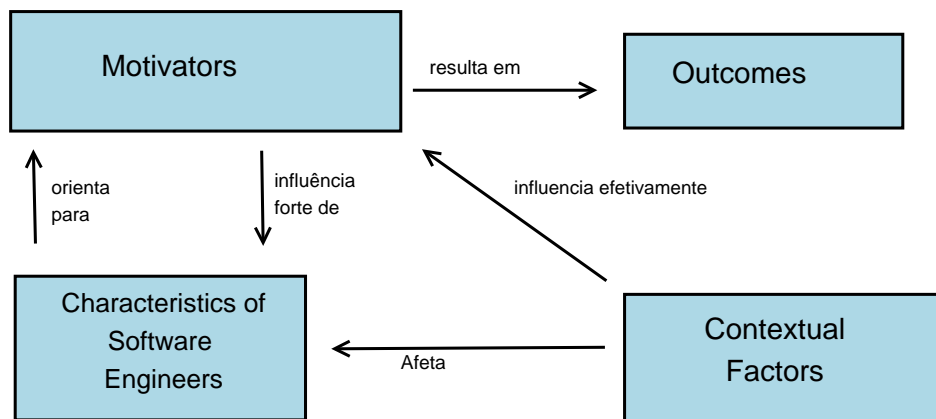 Motivators
resulta em
Outcomes
orienta
para
influência
forte de
influencia efetivamente
Characteristics of
Software
Engineers
Afeta
Contextual
Factors